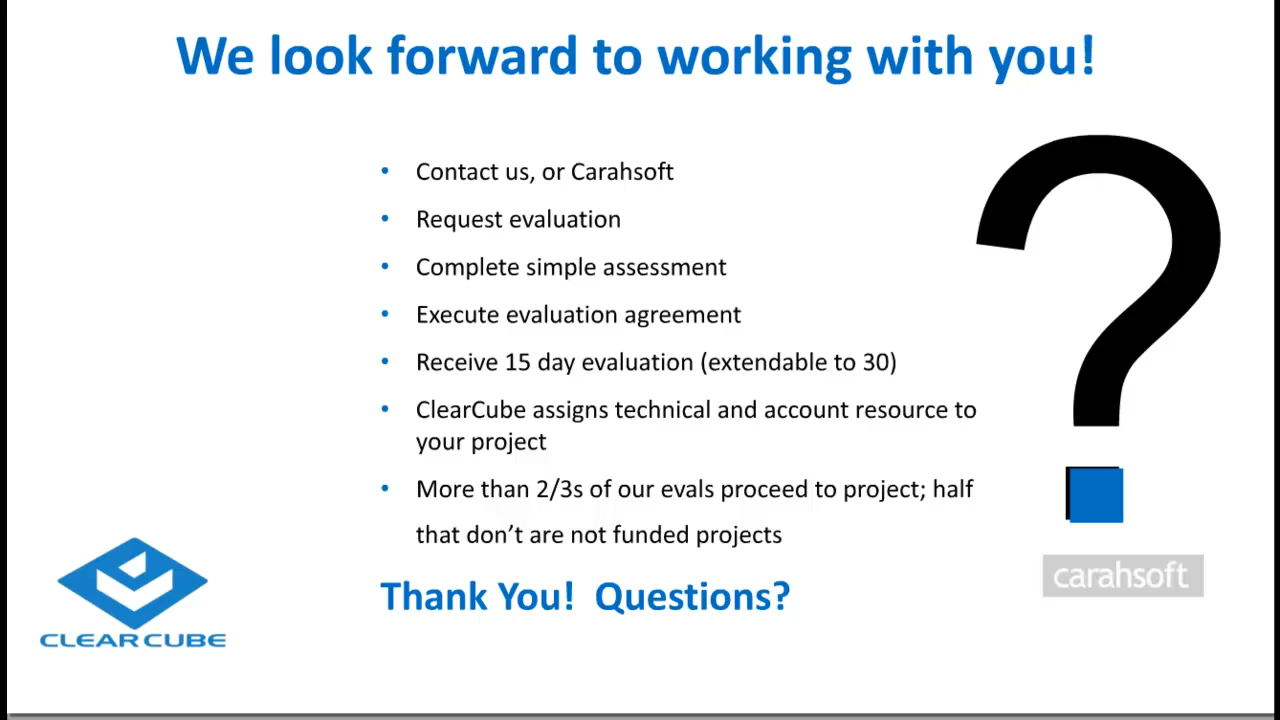 We look forward to working with you!
• Contact us, or Carahsoft
• Request evaluation
• Complete simple assessment
• Execute evaluation agreement
• Receive 15 day evaluation (extendable to 30)
• ClearCube assigns technical and account resource to
your project
• More than 2/3s of our evals proceed to project; half
that don’t are not funded projects
?
carahsoft
Thank You!  Questions?
CLEARCUBE